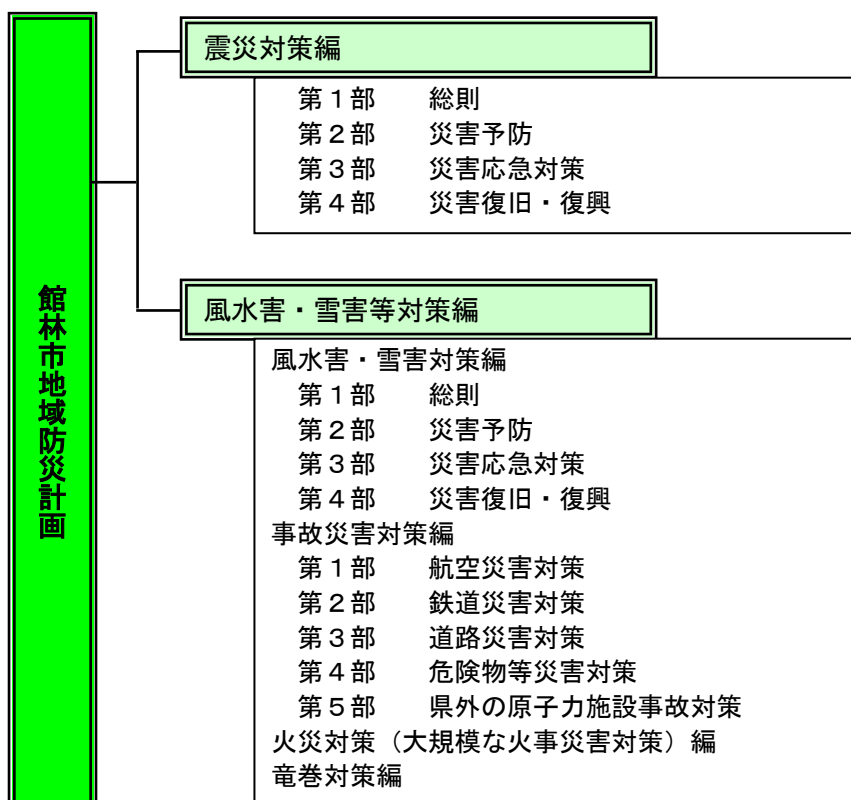 館林市地域防災計画
震災対策編
第１部　総則
第２部　災害予防
第３部　災害応急対策
第４部　災害復旧・復興
風水害・雪害等対策編
風水害・雪害対策編
第１部　総則
第２部　災害予防
第３部　災害応急対策
第４部　災害復旧・復興
事故災害対策編
第１部　航空災害対策
第２部　鉄道災害対策
第３部　道路災害対策
第４部　危険物等災害対策
第５部　県外の原子力施設事故対策
火災対策（大規模な火事災害対策）編
竜巻対策編